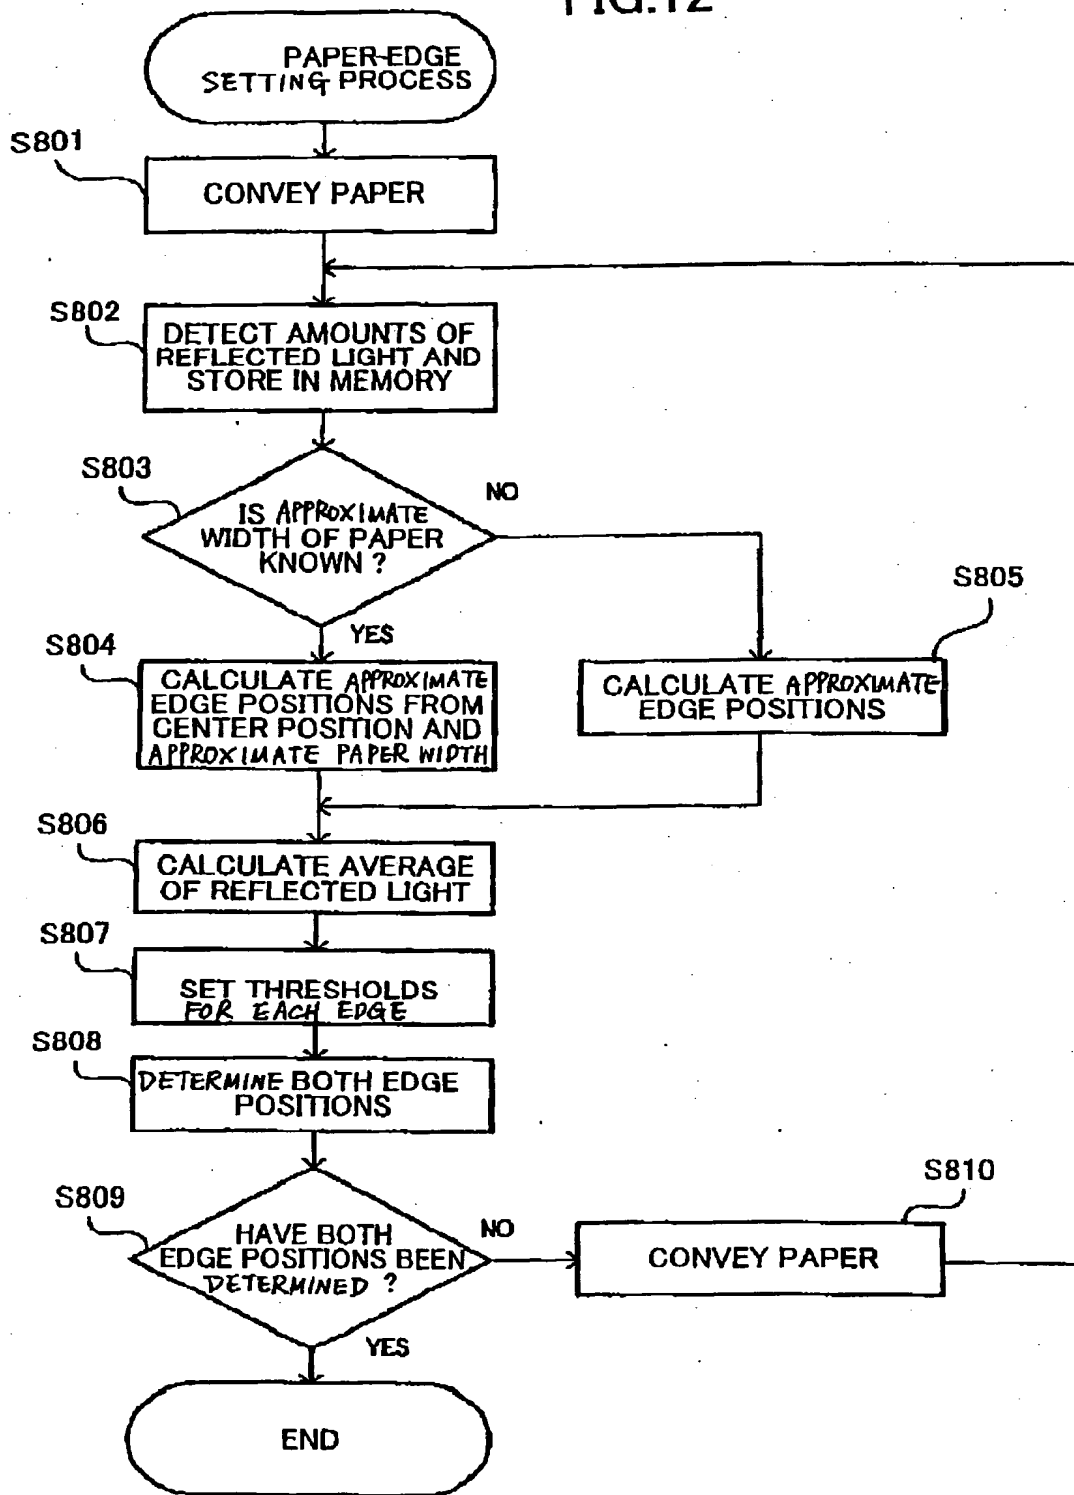 FIG.12
PAPER-EDGE
SETTING PROCESS
S801
CONVEY PAPER
S802
DETECT AMOUNTS OF
REFLECTED LIGHT AND
STORE IN MEMORY
S803
NO
IS APPROXIMATE
WIDTH OF PAPER
KNOWN ?
YES
S804
CALCULATE APPROXIMATE
EDGE POSITIONS FROM
CENTER POSITION AND
APPROXIMATE PAPER WIDTH
S805
CALCULATE APPROXIMATE
EDGE POSITIONS
S806
CALCULATE AVERAGE
OF REFLECTED LIGHT
S807
SET THRESHOLDS
FOR EACH EDGE
S808
DETERMINE BOTH EDGE
POSITIONS
S809
HAVE BOTH
EDGE POSITIONS BEEN
DETERMINED ?
NO
S810
CONVEY PAPER
YES
END